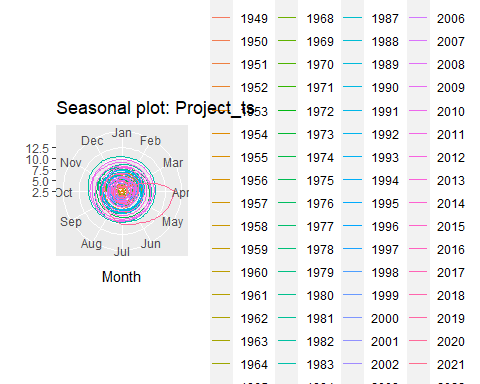 Seasonal plot: Project_ts
Jan
Feb
Mar
Apr
May
Jun
Jul
Aug
Sep
Oct
Nov
Dec
12.5
10.0
7.5
5.0
2.5
Month
1949 1968 1987 2006
1950 1969 1988 2007
1951 1970 1989 2008
1952 1971 1990 2009
1953 1972 1991 2010
1954 1973 1992 2011
1955 1974 1993 2012
1956 1975 1994 2013
1957 1976 1995 2014
1958 1977 1996 2015
1959 1978 1997 2016
1960 1979 1998 2017
1961 1980 1999 2018
1962 1981 2000 2019
1963 1982 2001 2020
1964 1983 2002 2021